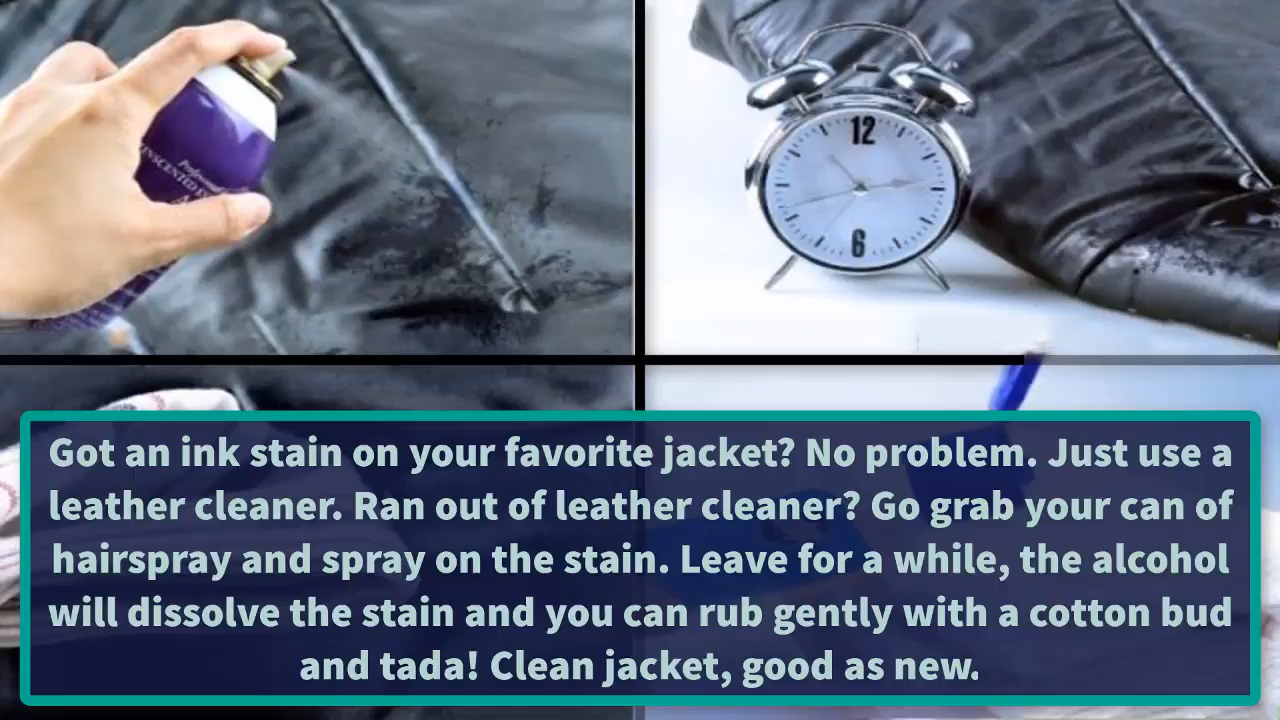 UNSCENTED
12
6
Got an ink stain on your favorite jacket? No problem. Just use a
leather cleaner. Ran out of leather cleaner? Go grab your can of
hairspray and spray on the stain. Leave for a while, the alcohol
will dissolve the stain and you can rub gently with a cotton bud
and tada! Clean jacket, good as new.